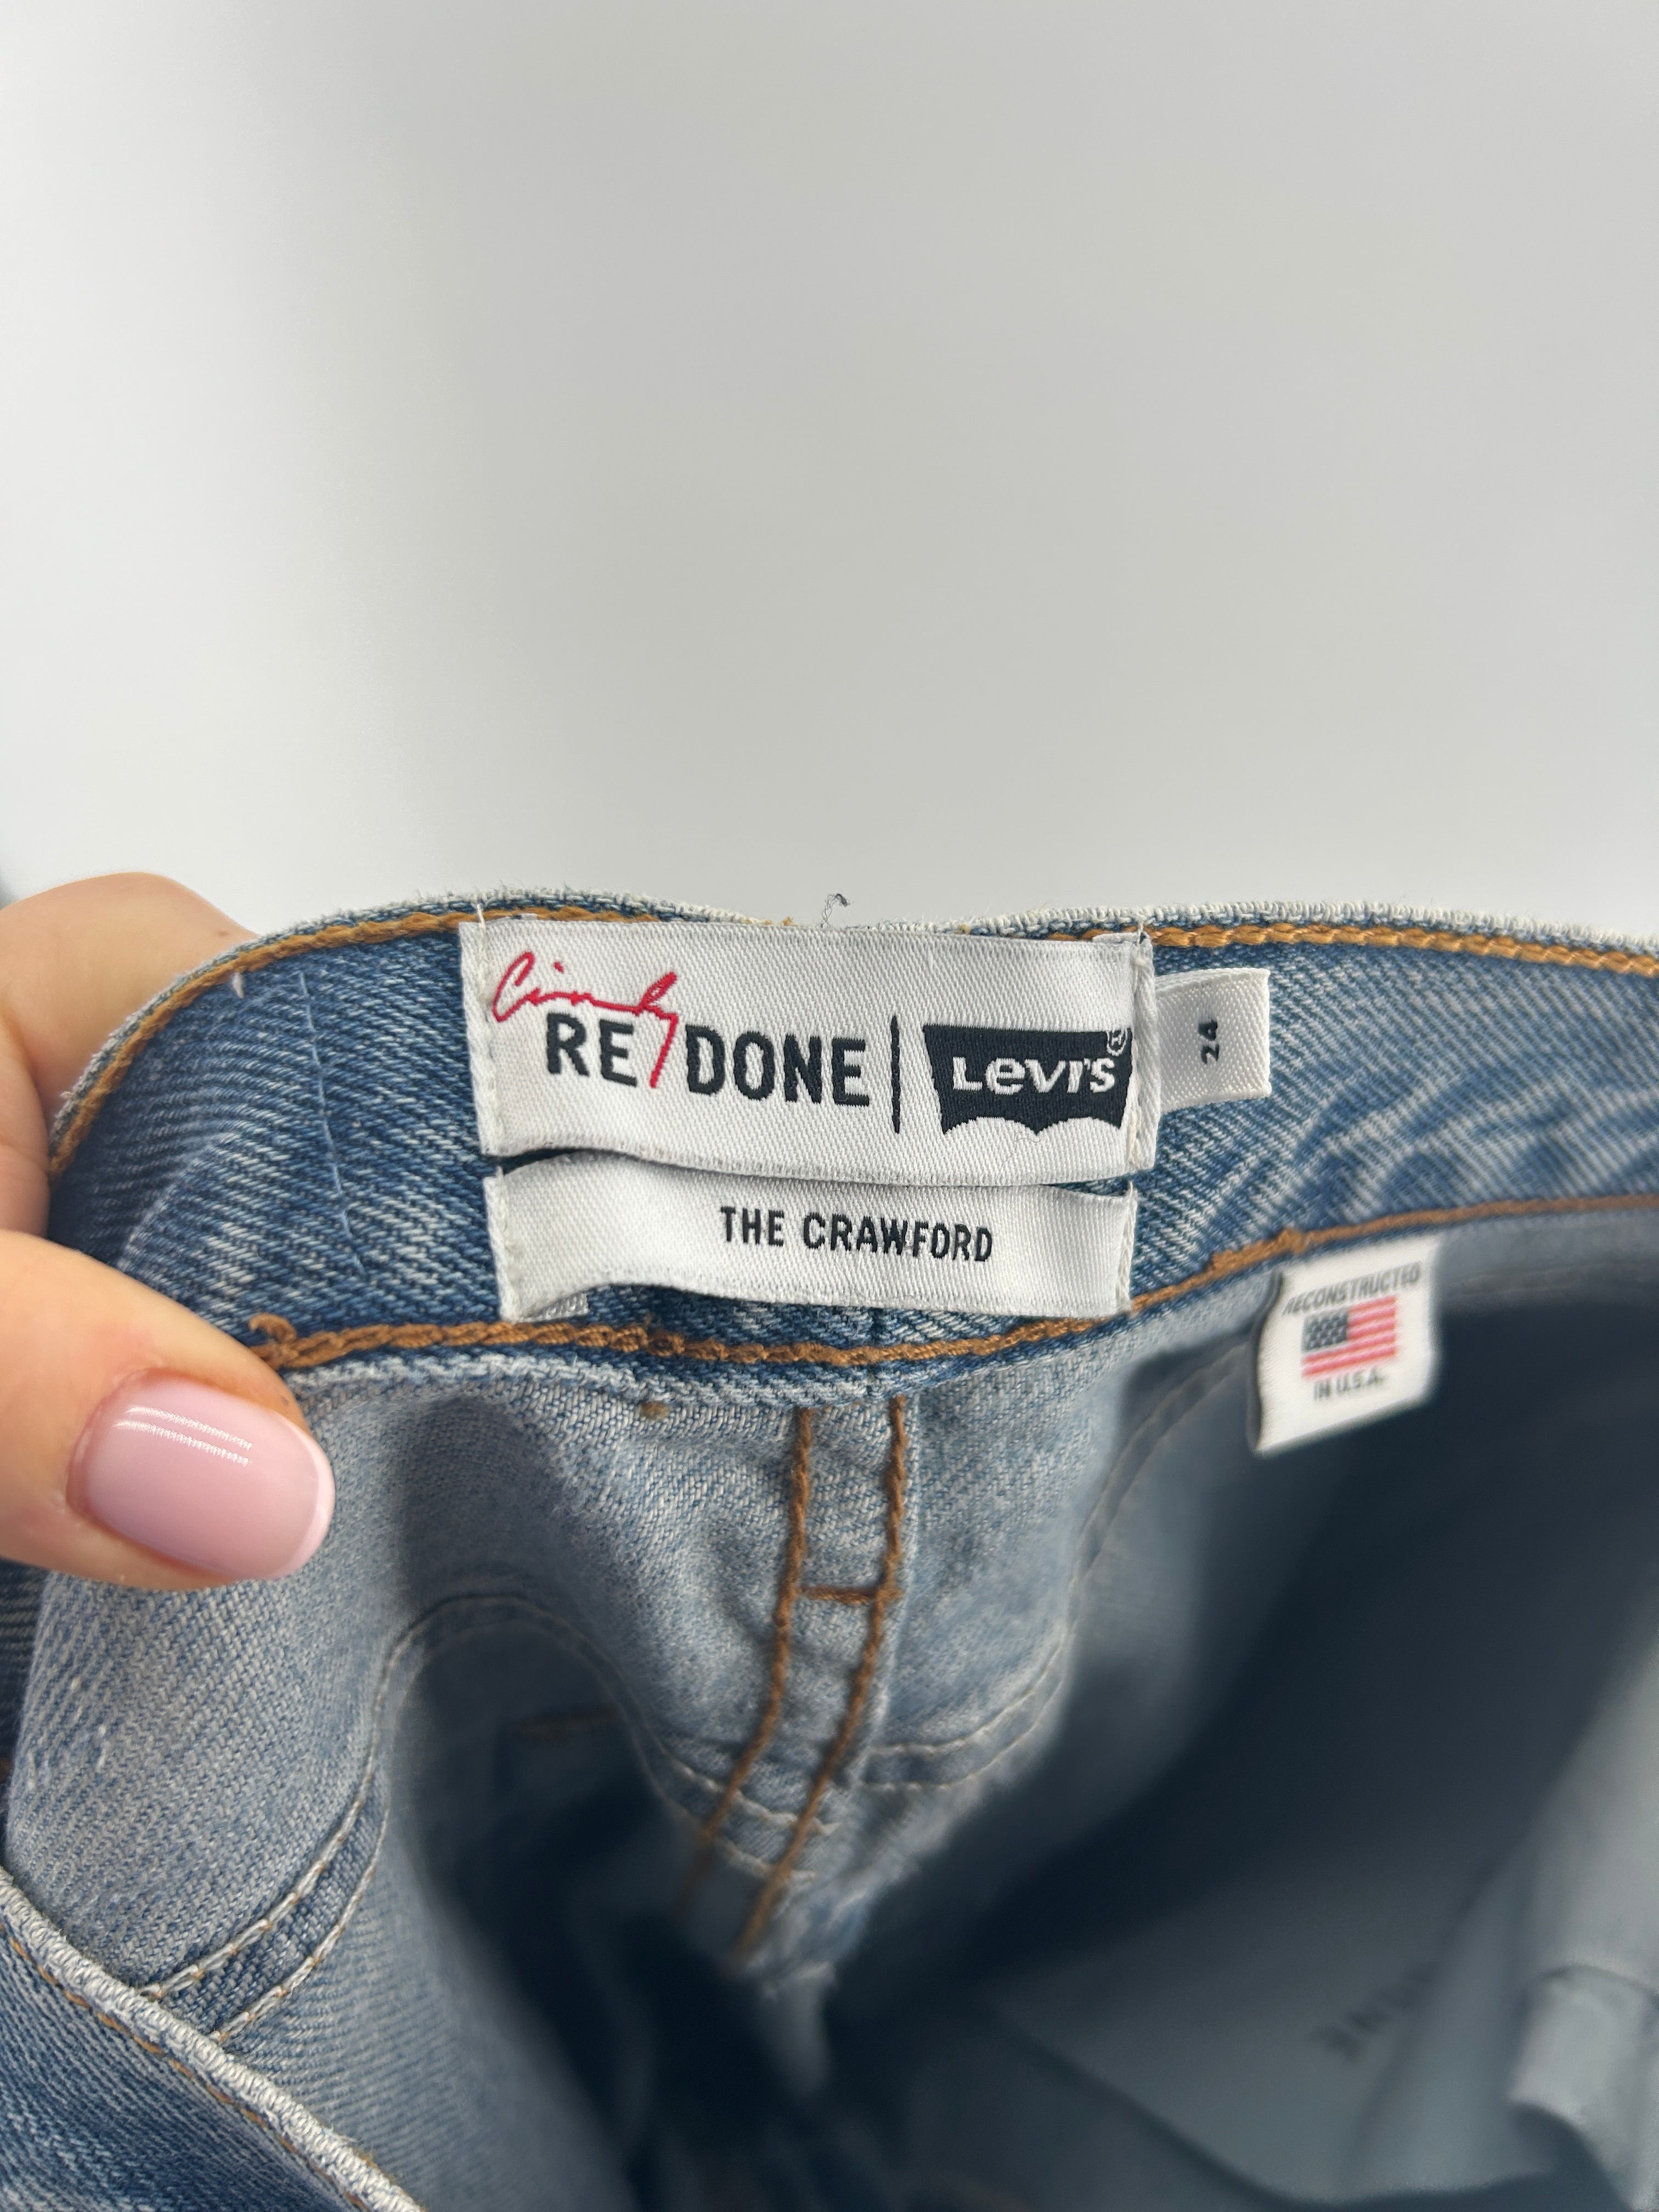 Cindy
RE/DONE | Levi's®
24
THE CRAWFORD
RECONSTRUCTED
IN U.S.A.